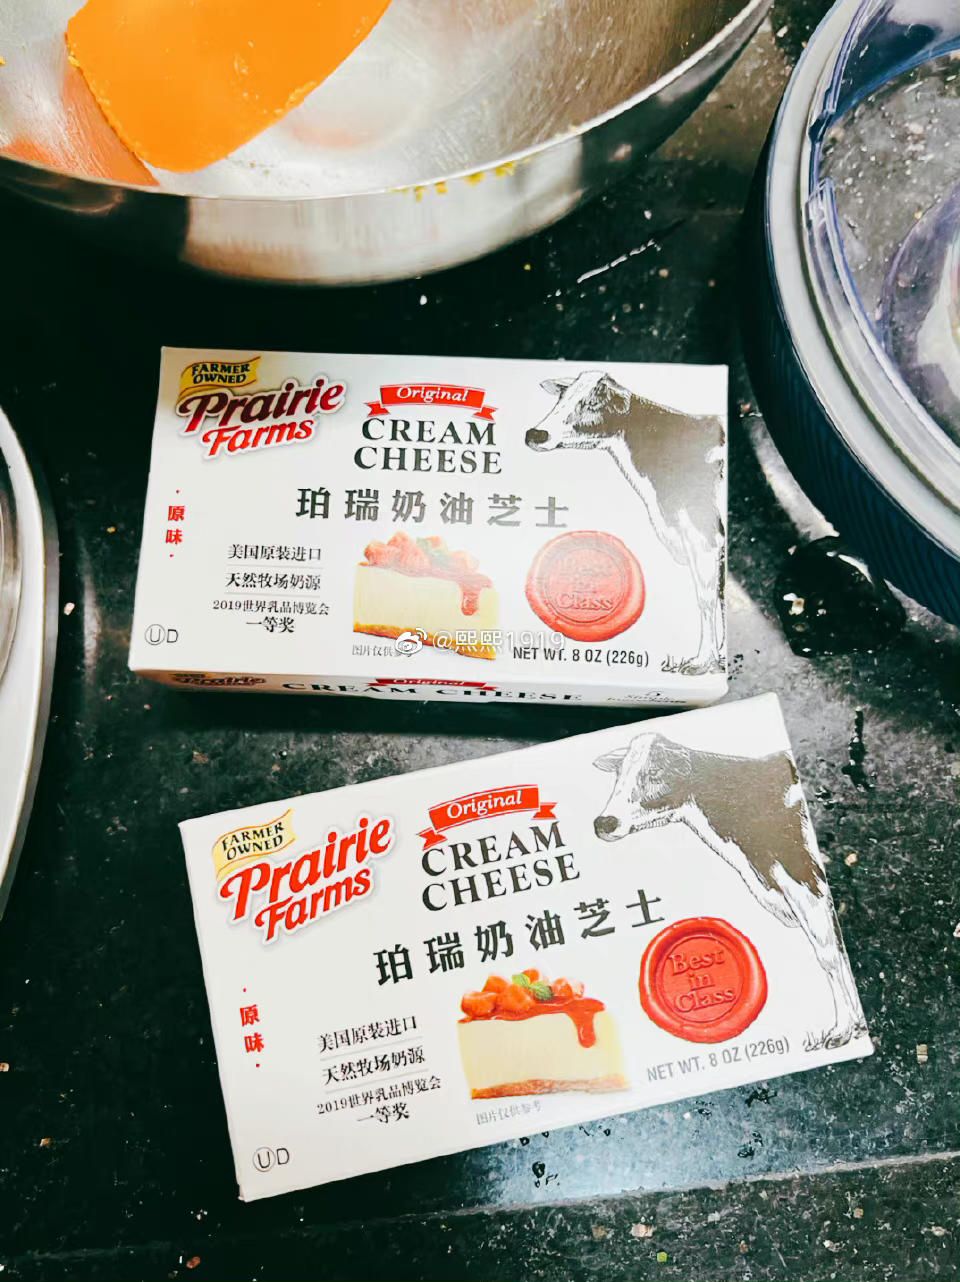 FARMER
OWNED
Prairie
Farms
Original
CREAM
CHEESE
珀瑞奶油芝士
·原味·
美国原装进口
天然牧场奶源
2019世界乳品博览会
一等奖
Best
in
Class
图片仅供参
@熙熙1919
NET WT. 8 OZ (226g)
UD
Prairie
Original
CREAM CHEESE
FARMER
OWNED
Prairie
Farms
Original
CREAM
CHEESE
珀瑞奶油芝士
·原味·
美国原装进口
天然牧场奶源
2019世界乳品博览会
一等奖
Best
in
Class
图片仅供参考
NET WT. 8 OZ (226g)
UD